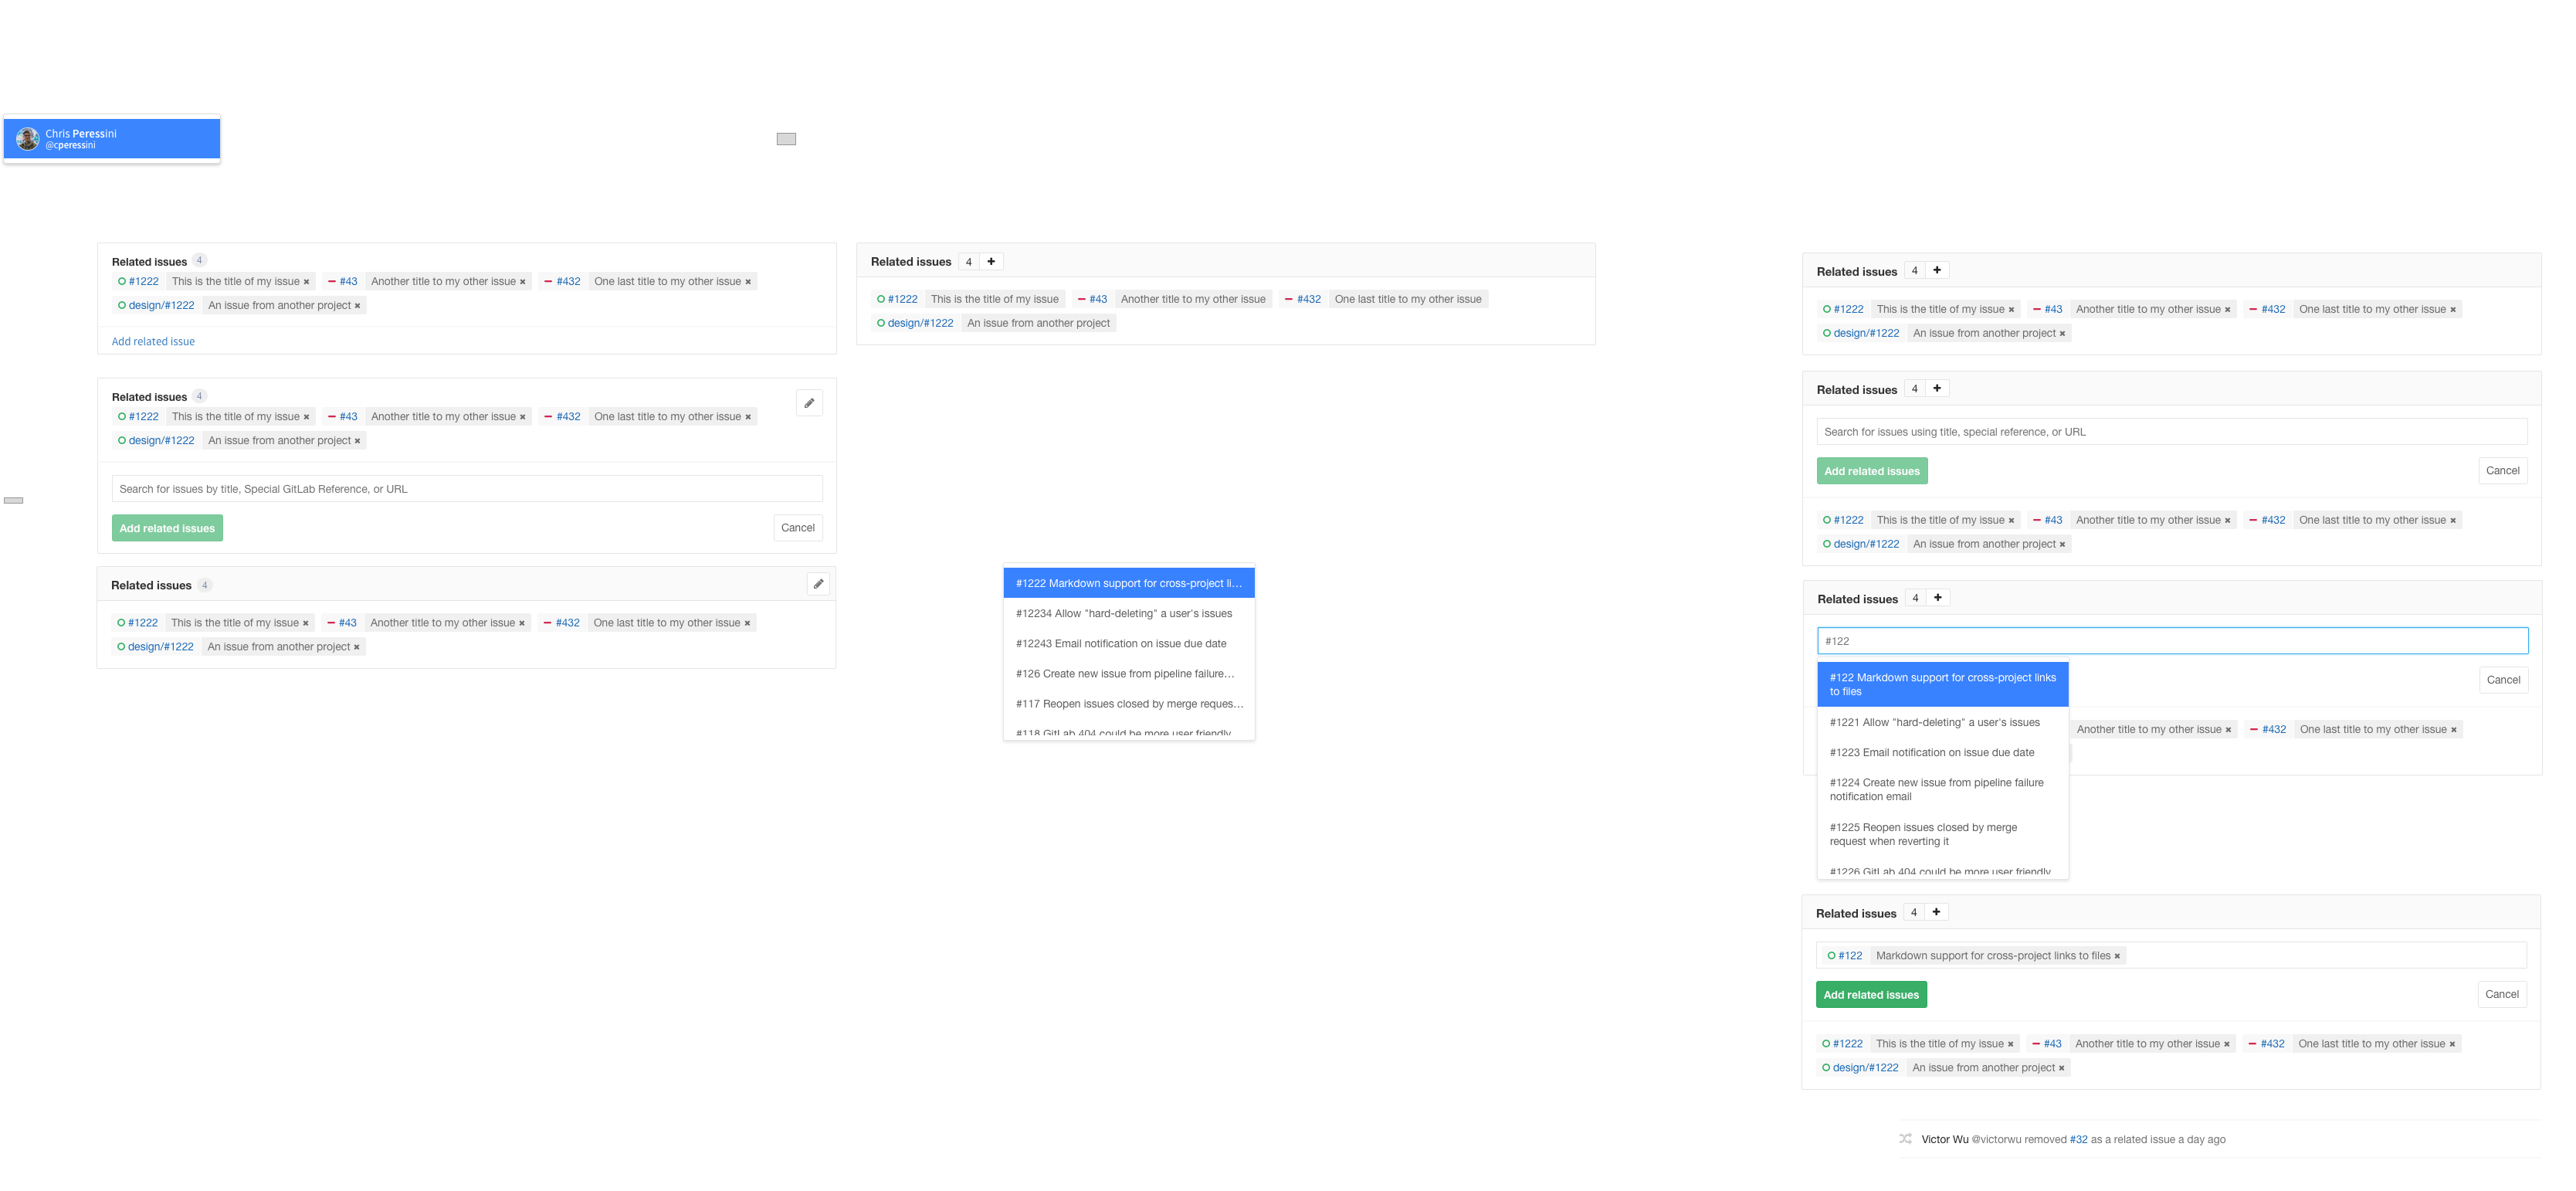 Chris Peressini
@cperessini
Related issues 4
#1222 This is the title of my issue × #43 Another title to my other issue × #432 One last title to my other issue ×
design/#1222 An issue from another project ×
Add related issue
Related issues 4
#1222 This is the title of my issue × #43 Another title to my other issue × #432 One last title to my other issue ×
design/#1222 An issue from another project ×
Search for issues by title, Special GitLab Reference, or URL
Add related issues Cancel
Related issues 4
#1222 This is the title of my issue × #43 Another title to my other issue × #432 One last title to my other issue ×
design/#1222 An issue from another project ×
Related issues 4 +
#1222 This is the title of my issue #43 Another title to my other issue #432 One last title to my other issue
design/#1222 An issue from another project
#1222 Markdown support for cross-project li...
#12234 Allow "hard-deleting" a user's issues
#12243 Email notification on issue due date
#126 Create new issue from pipeline failure...
#117 Reopen issues closed by merge reques...
#118 GitLab 404 could be more user friendly
Related issues 4 +
#1222 This is the title of my issue × #43 Another title to my other issue × #432 One last title to my other issue ×
design/#1222 An issue from another project ×
Related issues 4 +
Search for issues using title, special reference, or URL
Add related issues Cancel
#1222 This is the title of my issue × #43 Another title to my other issue × #432 One last title to my other issue ×
design/#1222 An issue from another project ×
Related issues 4 +
#122
Cancel
#122 Markdown support for cross-project links
to files
#1221 Allow "hard-deleting" a user's issues
Another title to my other issue × #432 One last title to my other issue ×
#1223 Email notification on issue due date
#1224 Create new issue from pipeline failure
notification email
#1225 Reopen issues closed by merge
request when reverting it
#1226 GitLab 404 could be more user friendly
Related issues 4 +
#122 Markdown support for cross-project links to files ×
Add related issues Cancel
#1222 This is the title of my issue × #43 Another title to my other issue × #432 One last title to my other issue ×
design/#1222 An issue from another project ×
Victor Wu @victorwu removed #32 as a related issue a day ago